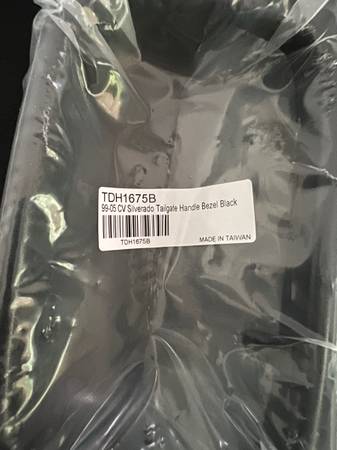 TDH1675B
99-05 CV Silverado Tailgate Handle Bezel Black
TDH1675B
MADE IN TAIWAN